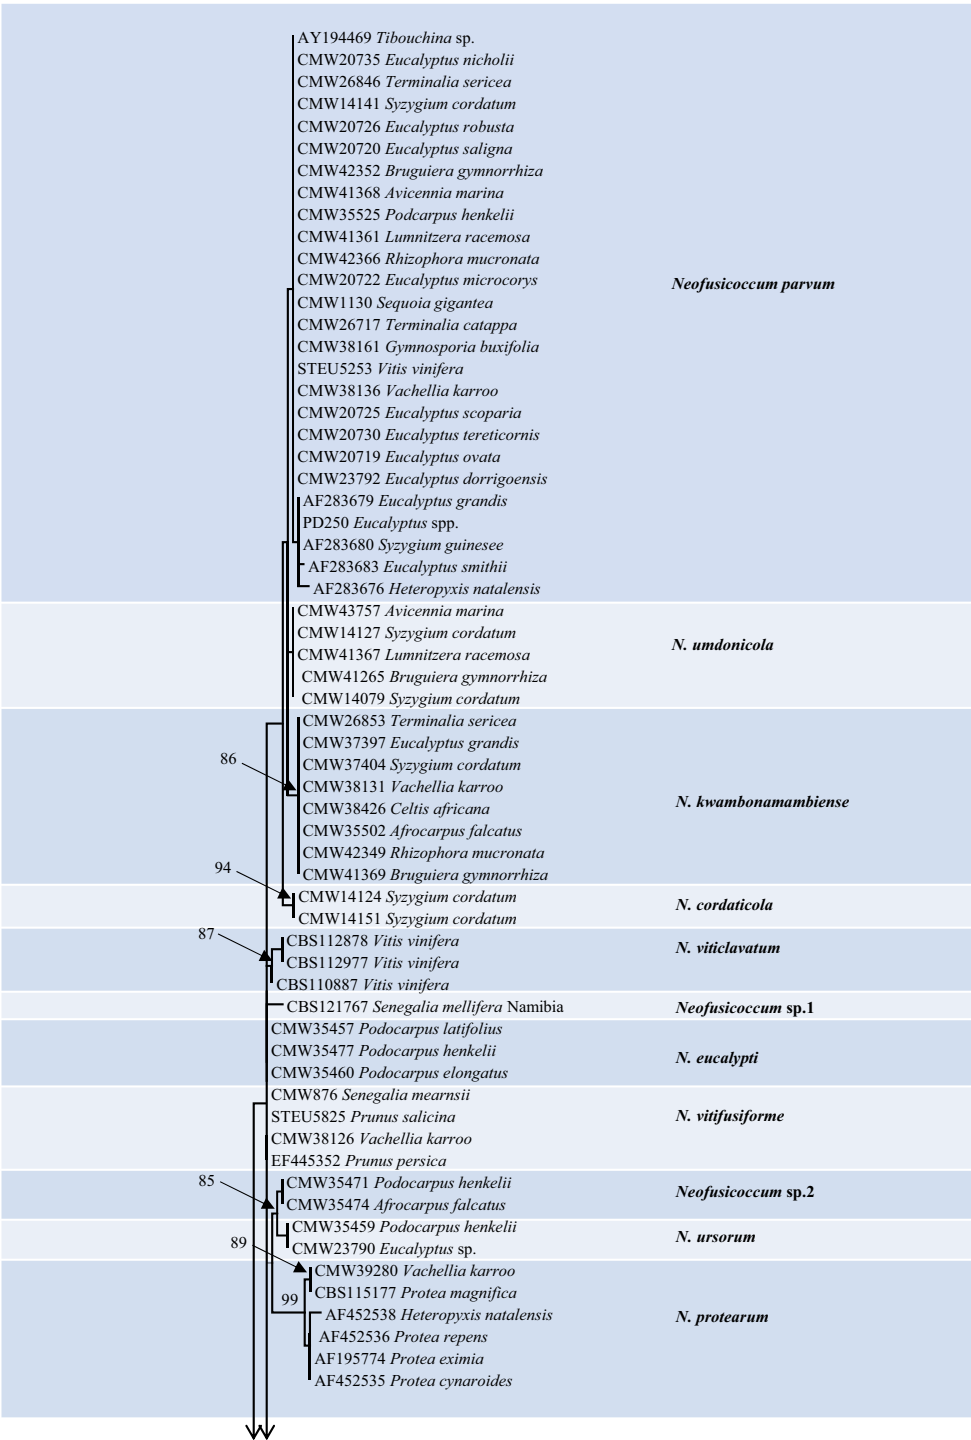 AY194469 Tibouchina sp.
CMW20735 Eucalyptus nicholii
CMW26846 Terminalia sericea
CMW14141 Syzygium cordatum
CMW20726 Eucalyptus robusta
CMW20720 Eucalyptus saligna
CMW42352 Bruguiera gymnorrhiza
CMW41368 Avicennia marina
CMW35525 Podcarpus henkelii
CMW41361 Lumnitzera racemosa
CMW42366 Rhizophora mucronata
CMW20722 Eucalyptus microcorys
Neofusicoccum parvum
CMW1130 Sequoia gigantea
CMW26717 Terminalia catappa
CMW38161 Gymnosporia buxifolia
STEU5253 Vitis vinifera
CMW38136 Vachellia karroo
CMW20725 Eucalyptus scoparia
CMW20730 Eucalyptus tereticornis
CMW20719 Eucalyptus ovata
CMW23792 Eucalyptus dorrigoensis
AF283679 Eucalyptus grandis
PD250 Eucalyptus spp.
AF283680 Syzygium guinesee
AF283683 Eucalyptus smithii
AF283676 Heteropyxis natalensis
CMW43757 Avicennia marina
CMW14127 Syzygium cordatum
N. umdonicola
CMW41367 Lumnitzera racemosa
CMW41265 Bruguiera gymnorrhiza
CMW14079 Syzygium cordatum
CMW26853 Terminalia sericea
CMW37397 Eucalyptus grandis
86
CMW37404 Syzygium cordatum
CMW38131 Vachellia karroo
N. kwambonamambiense
CMW38426 Celtis africana
CMW35502 Afrocarpus falcatus
CMW42349 Rhizophora mucronata
94
CMW41369 Bruguiera gymnorrhiza
CMW14124 Syzygium cordatum
N. cordaticola
CMW14151 Syzygium cordatum
87
CBS112878 Vitis vinifera
N. viticlavatum
CBS112977 Vitis vinifera
CBS110887 Vitis vinifera
CBS121767 Senegalia mellifera Namibia
Neofusicoccum sp.1
CMW35457 Podocarpus latifolius
CMW35477 Podocarpus henkelii
N. eucalypti
CMW35460 Podocarpus elongatus
CMW876 Senegalia mearnsii
STEU5825 Prunus salicina
N. vitifusiforme
CMW38126 Vachellia karroo
EF445352 Prunus persica
85
CMW35471 Podocarpus henkelii
Neofusicoccum sp.2
CMW35474 Afrocarpus falcatus
CMW35459 Podocarpus henkelii
N. ursorum
89
CMW23790 Eucalyptus sp.
CMW39280 Vachellia karroo
CBS115177 Protea magnifica
99
AF452538 Heteropyxis natalensis
N. protearum
AF452536 Protea repens
AF195774 Protea eximia
AF452535 Protea cynaroides